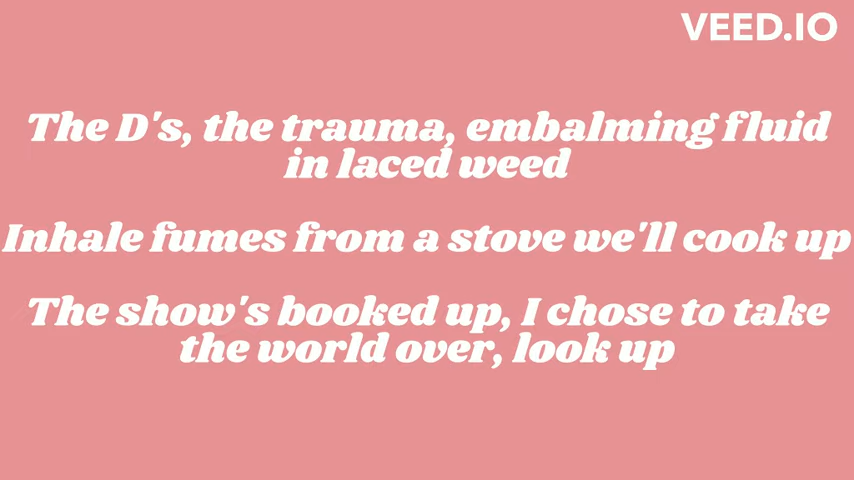 VEED.IO
The D's, the trauma, embalming fluid
in laced weed
Inhale fumes from a stove we'll cook up
The show's booked up, I chose to take
the world over, look up